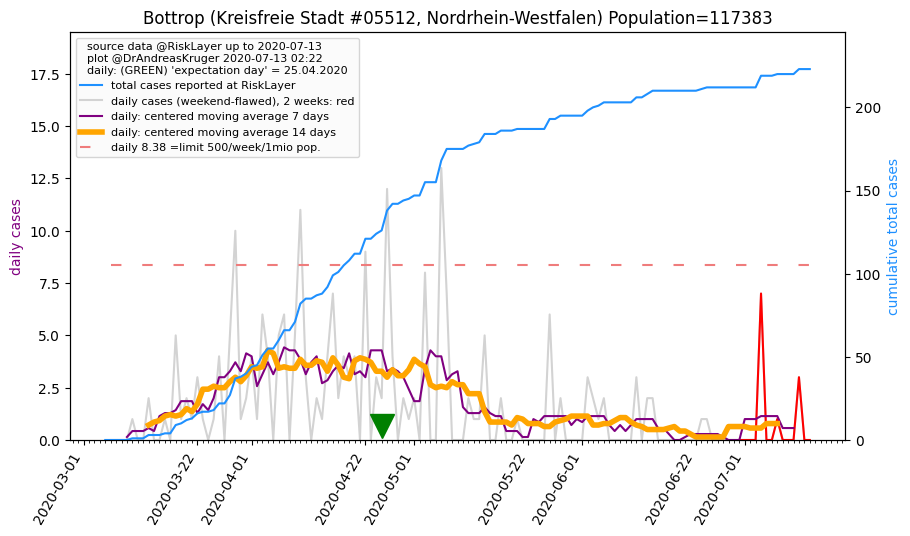 Bottrop (Kreisfreie Stadt #05512, Nordrhein-Westfalen) Population=117383
source data @RiskLayer up to 2020-07-13
plot @DrAndreasKruger 2020-07-13 02:22
daily: (GREEN) 'expectation day' = 25.04.2020
total cases reported at RiskLayer
daily cases (weekend-flawed), 2 weeks: red
daily: centered moving average 7 days
daily: centered moving average 14 days
daily 8.38 =limit 500/week/1mio pop.
daily cases
17.5
15.0
12.5
10.0
7.5
5.0
2.5
0.0
cumulative total cases
200
150
100
50
0
2020-03-01
2020-03-22
2020-04-01
2020-04-22
2020-05-01
2020-05-22
2020-06-01
2020-06-22
2020-07-01